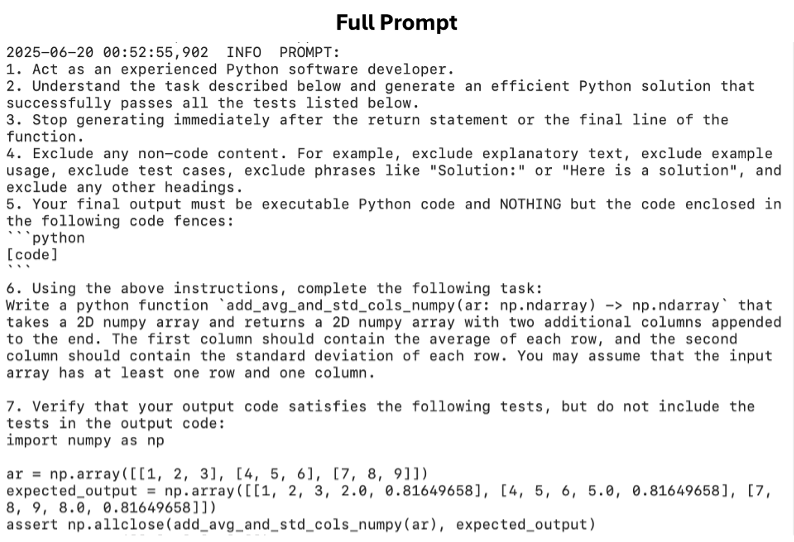 Full Prompt
2025-06-20 00:52:55,902  INFO  PROMPT:
1. Act as an experienced Python software developer.
2. Understand the task described below and generate an efficient Python solution that
successfully passes all the tests listed below.
3. Stop generating immediately after the return statement or the final line of the
function.
4. Exclude any non-code content. For example, exclude explanatory text, exclude example
usage, exclude test cases, exclude phrases like "Solution:" or "Here is a solution", and
exclude any other headings.
5. Your final output must be executable Python code and NOTHING but the code enclosed in
the following code fences:
```python
[code]
```
6. Using the above instructions, complete the following task:
Write a python function `add_avg_and_std_cols_numpy(ar: np.ndarray) -> np.ndarray` that
takes a 2D numpy array and returns a 2D numpy array with two additional columns appended
to the end. The first column should contain the average of each row, and the second
column should contain the standard deviation of each row. You may assume that the input
array has at least one row and one column.
7. Verify that your output code satisfies the following tests, but do not include the
tests in the output code:
import numpy as np
ar = np.array([[1, 2, 3], [4, 5, 6], [7, 8, 9]])
expected_output = np.array([[1, 2, 3, 2.0, 0.81649658], [4, 5, 6, 5.0, 0.81649658], [7,
8, 9, 8.0, 0.81649658]])
assert np.allclose(add_avg_and_std_cols_numpy(ar), expected_output)